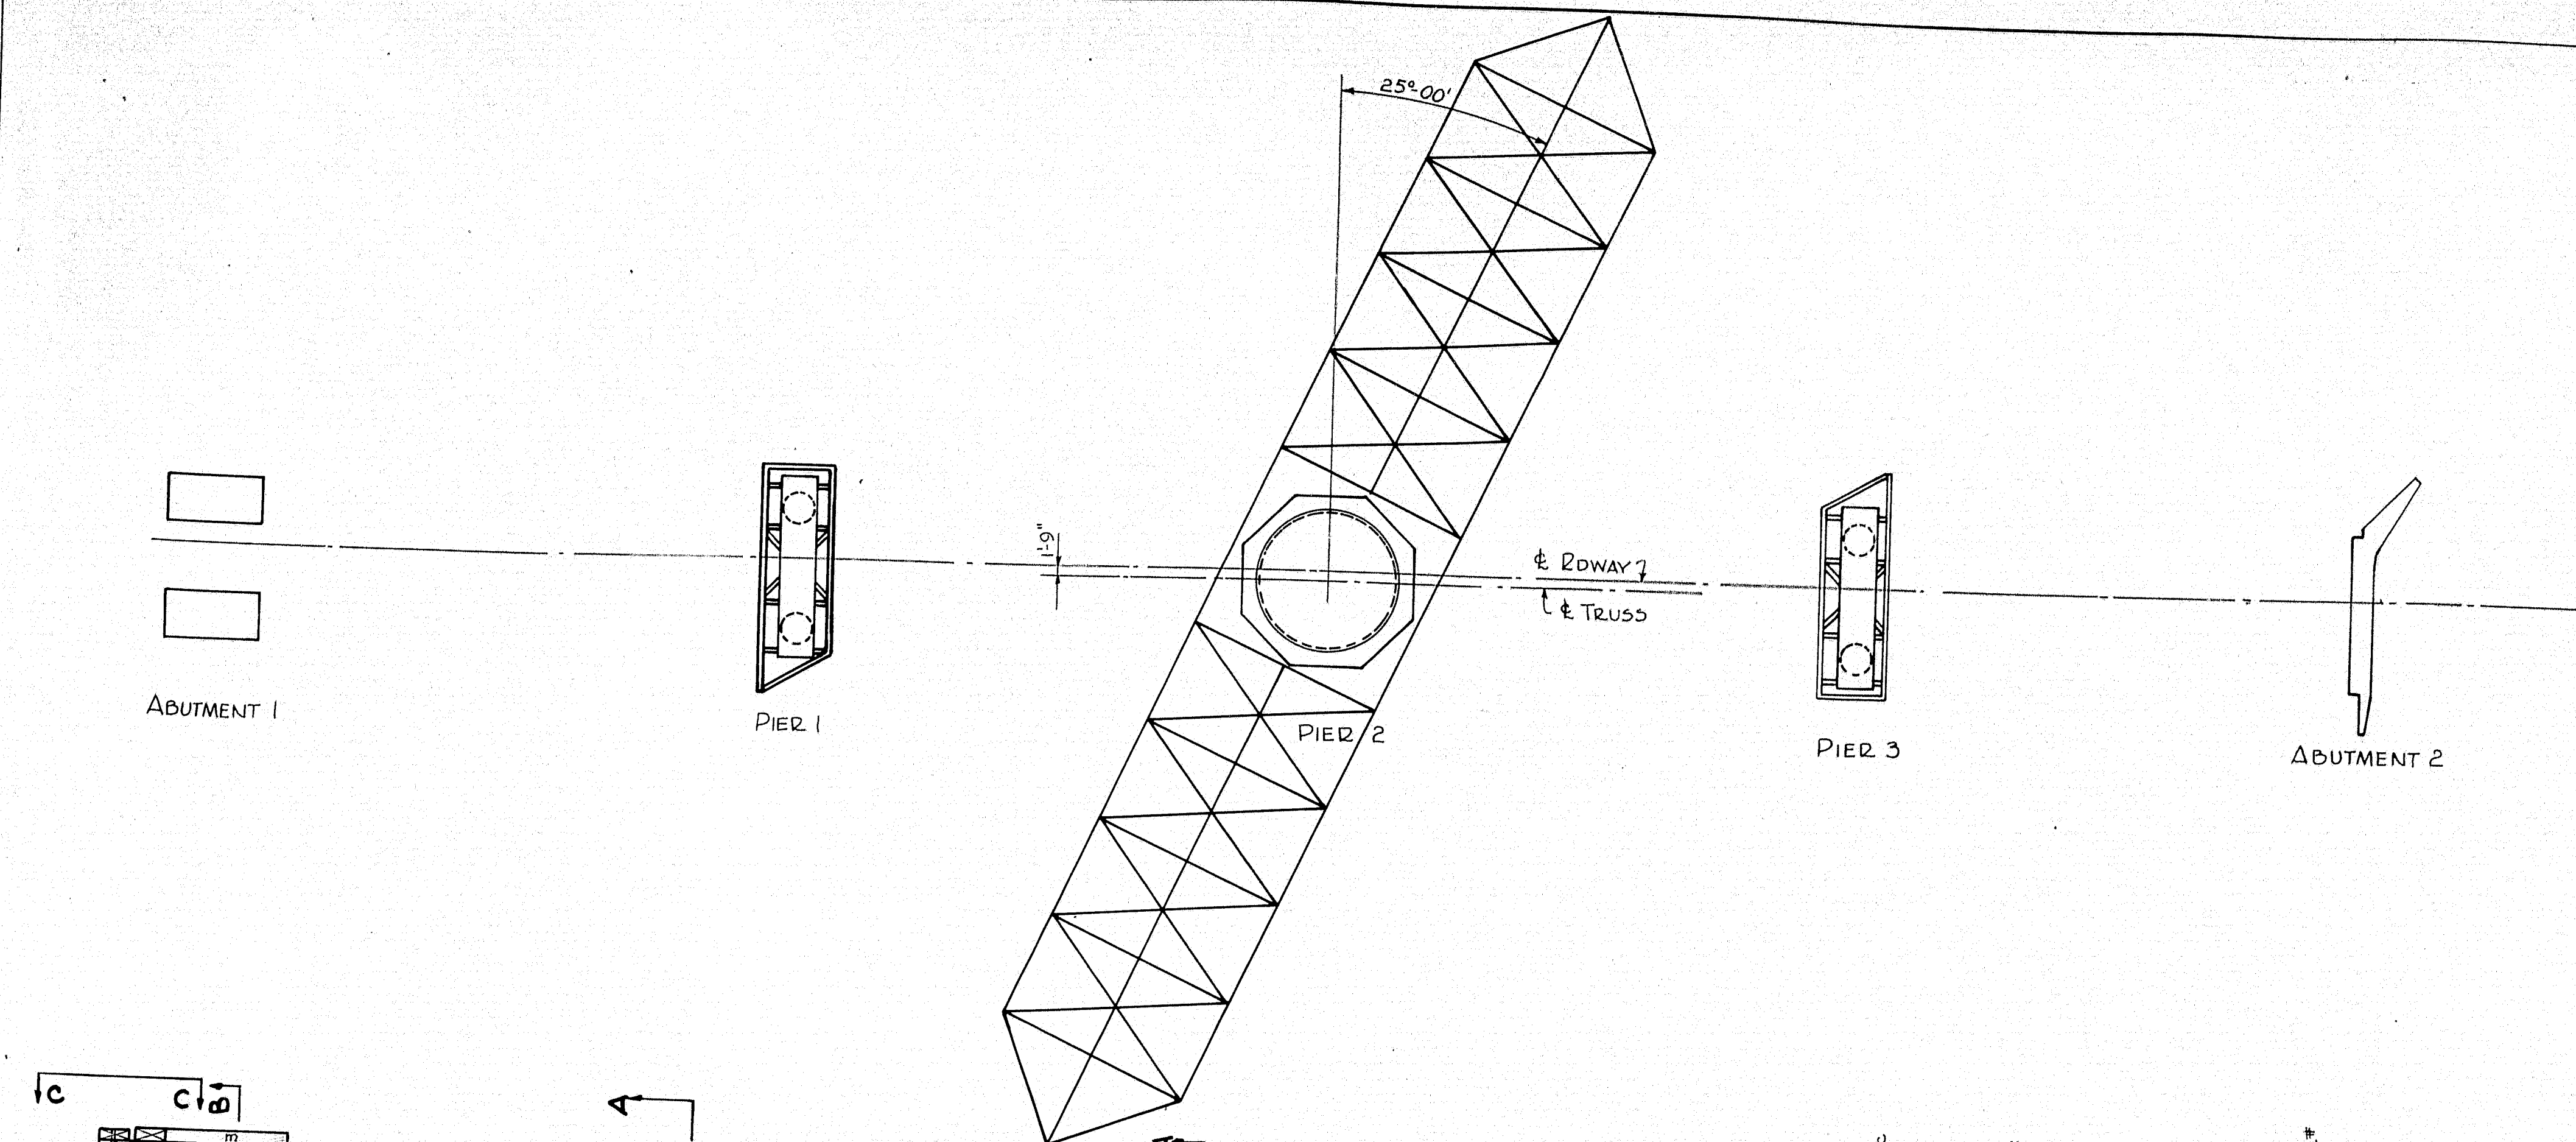 25°-00'
1'-9"
℄ RDWAY
℄ TRUSS
ABUTMENT 1
PIER 1
PIER 2
PIER 3
ABUTMENT 2
C
C
B
A
m
#